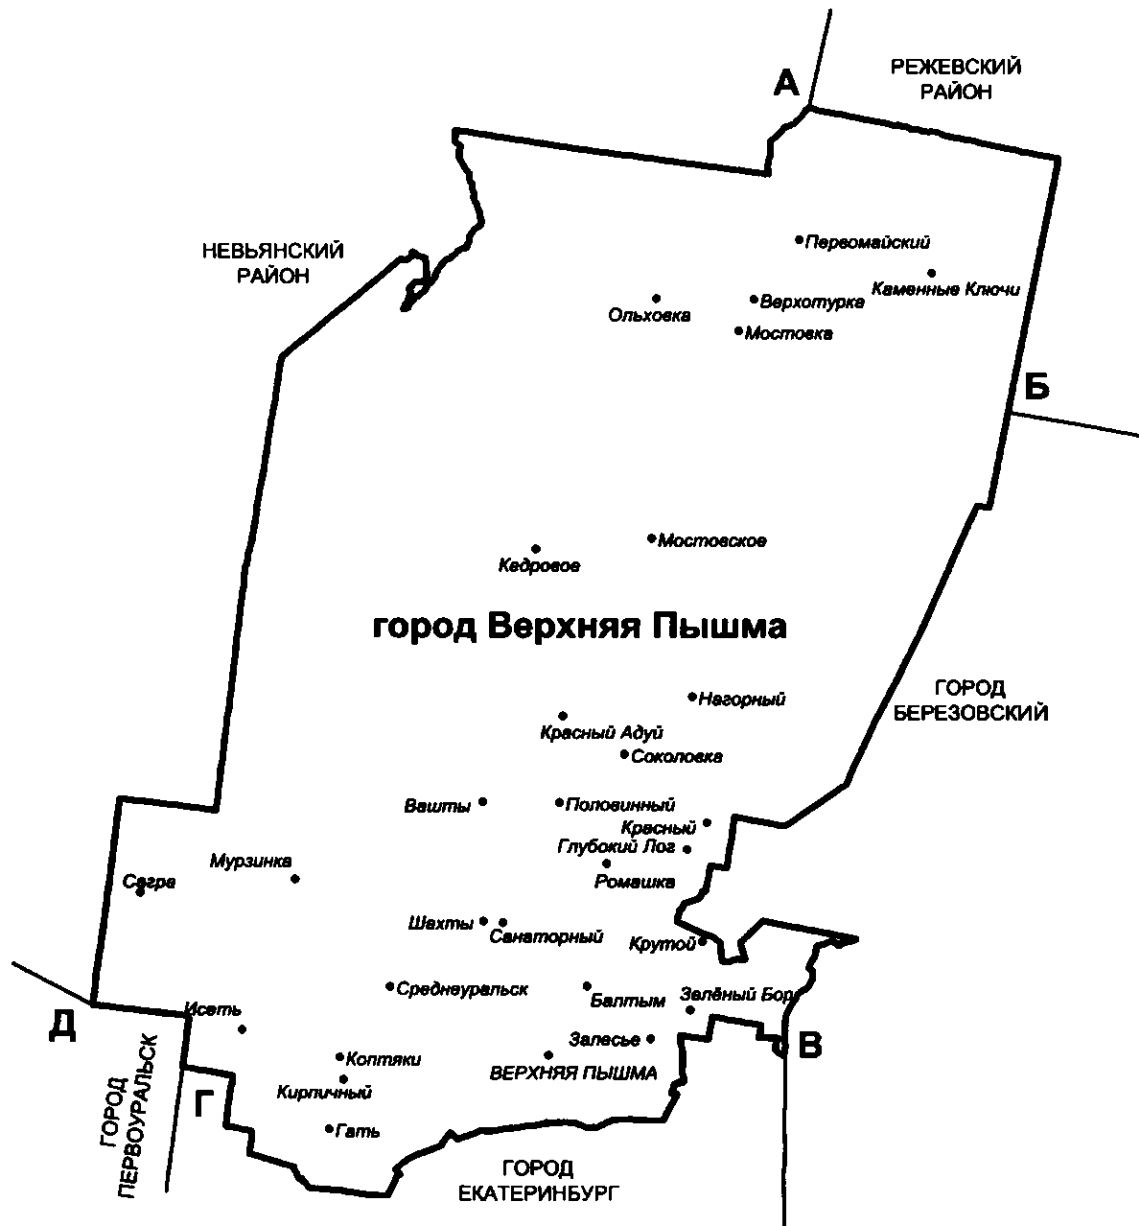 А
РЕЖЕВСКИЙ
РАЙОН
НЕВЬЯНСКИЙ
РАЙОН
Первомайский
Каменные Ключи
Верхотурка
Ольховка
Мостовка
Б
Мостовское
Кедровое
город Верхняя Пышма
ГОРОД
БЕРЕЗОВСКИЙ
Нагорный
Красный Адуй
Соколовка
Вашты
Половинный
Красный
Глубокий Лог
Мурзинка
Ромашка
Сагра
Шахты
Санаторный
Крутой
Среднеуральск
Балтым
Зелёный Бор
Исеть
Д
Залесье
В
Коптяки
ВЕРХНЯЯ ПЫШМА
Кирпичный
Г
ГОРОД
ПЕРВОУРАЛЬСК
Гать
ГОРОД
ЕКАТЕРИНБУРГ